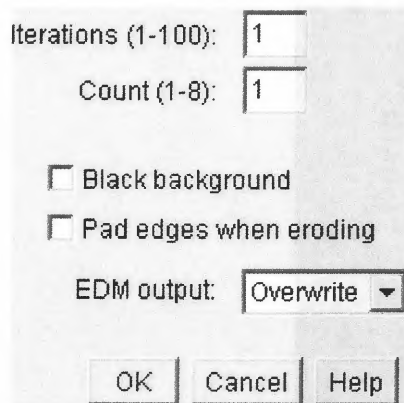 Iterations (1-100): 1
Count (1-8): 1
Black background
Pad edges when eroding
EDM output: Overwrite
OK Cancel Help